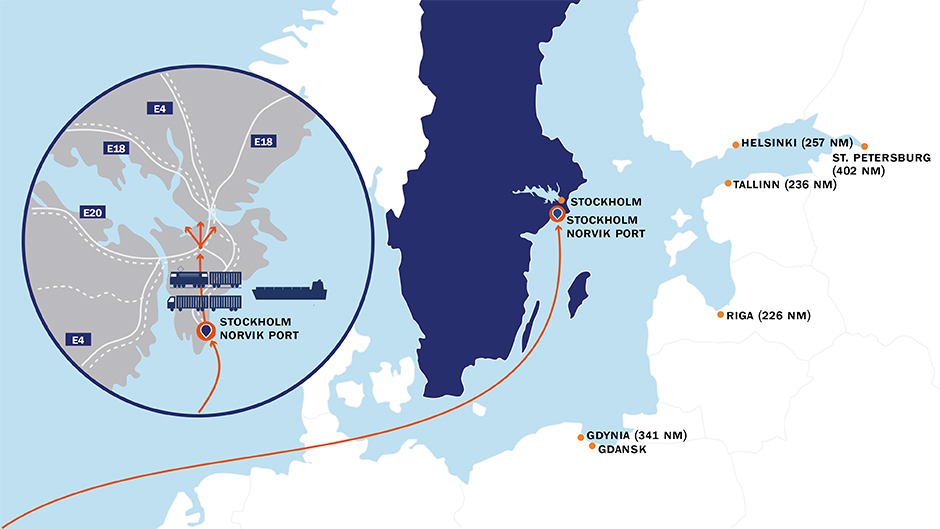 E4
E18
E18
E20
E4
STOCKHOLM
NORVIK PORT
STOCKHOLM
STOCKHOLM
NORVIK PORT
HELSINKI (257 NM)
ST. PETERSBURG
(402 NM)
TALLINN (236 NM)
RIGA (226 NM)
GDYNIA (341 NM)
GDANSK